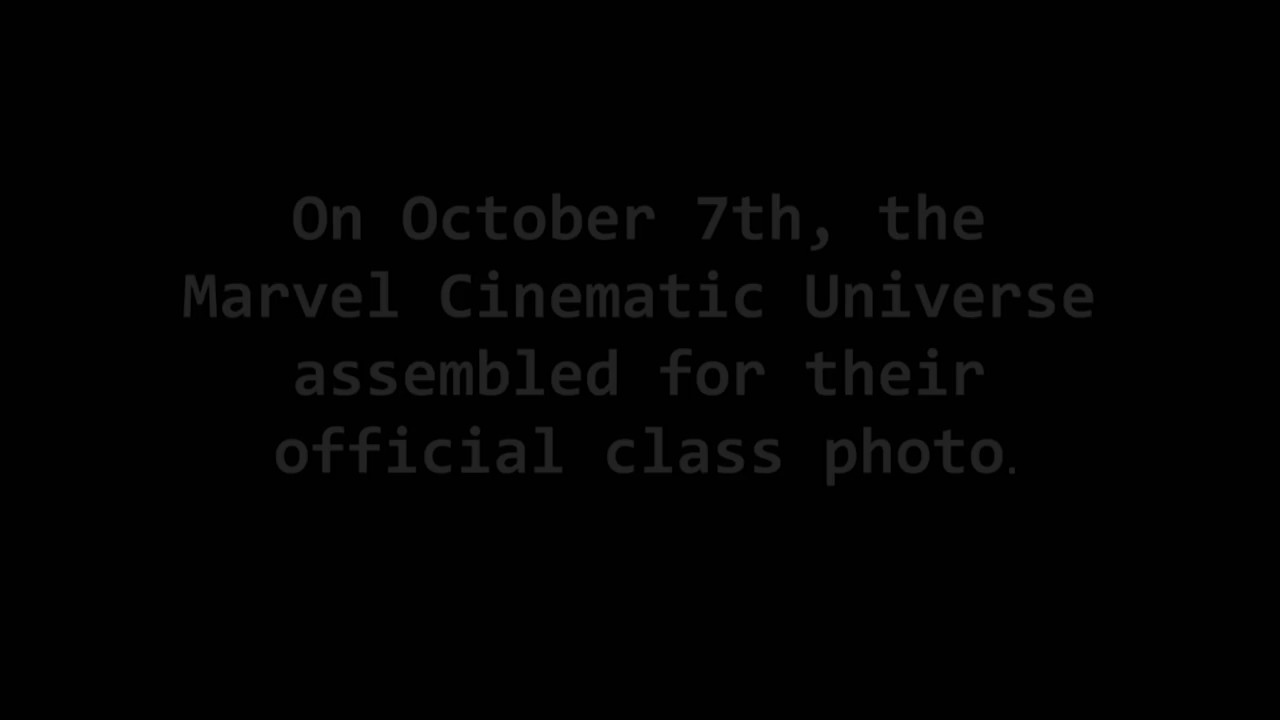 On October 7th, the
Marvel Cinematic Universe
assembled for their
official class photo.